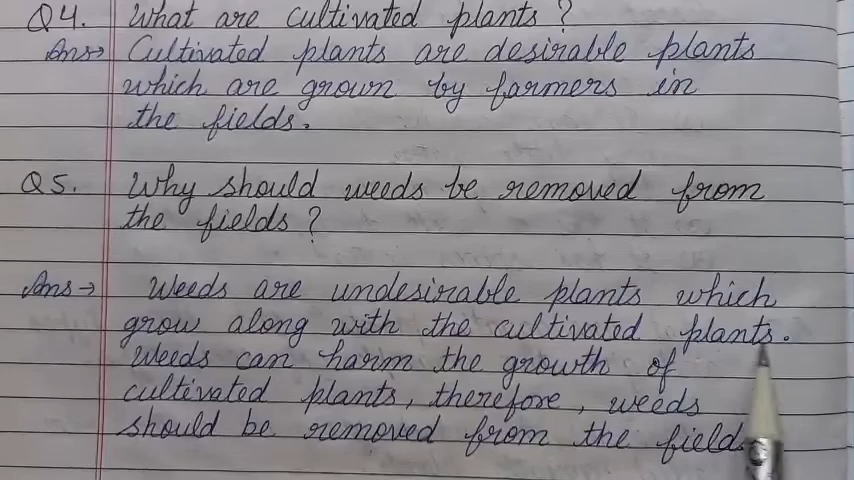 Q4. What are cultivated plants?
Ans→ Cultivated plants are desirable plants
which are grown by farmers in
the fields.
Q5. Why should weeds be removed from
the fields?
Ans→ Weeds are undesirable plants which
grow along with the cultivated plants.
Weeds can harm the growth of
cultivated plants, therefore, weeds
should be removed from the field